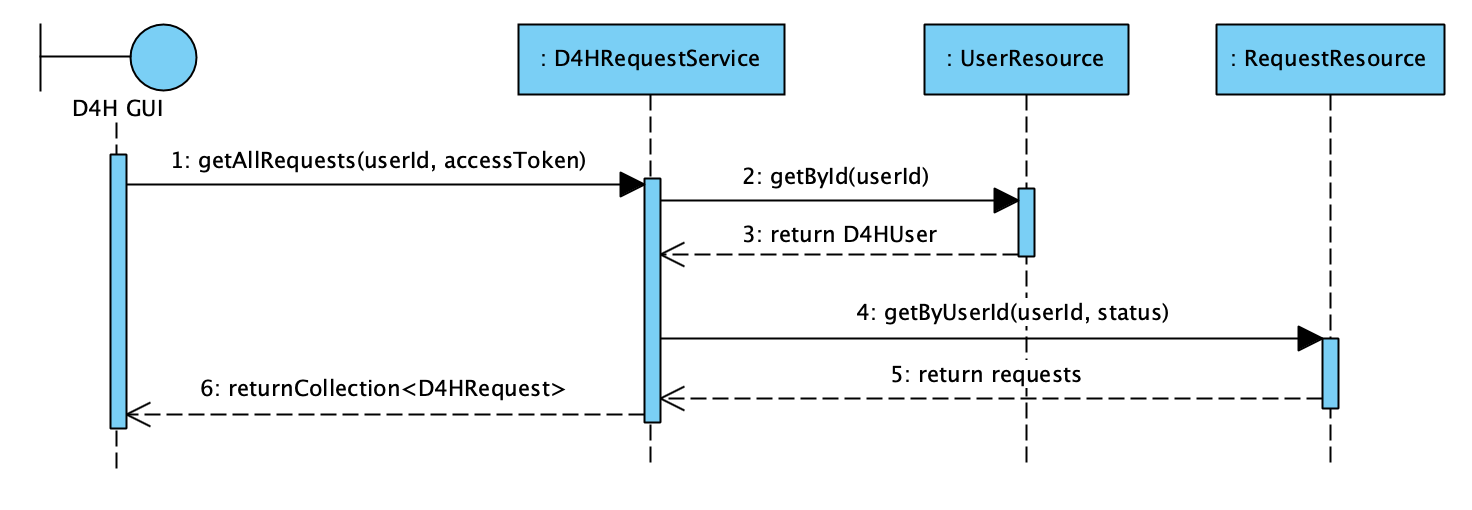 : D4HRequestService
: UserResource
: RequestResource
D4H GUI
1: getAllRequests(userId, accessToken)
2: getById(userId)
3: return D4HUser
4: getByUserId(userId, status)
5: return requests
6: returnCollection<D4HRequest>